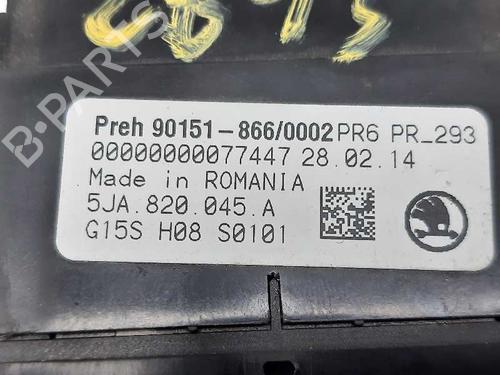 Preh 90151-866/0002 PR6 PR_293
00000000077447 28.02.14
Made in ROMANIA
5JA.820.045.A
G15S H08 S0101